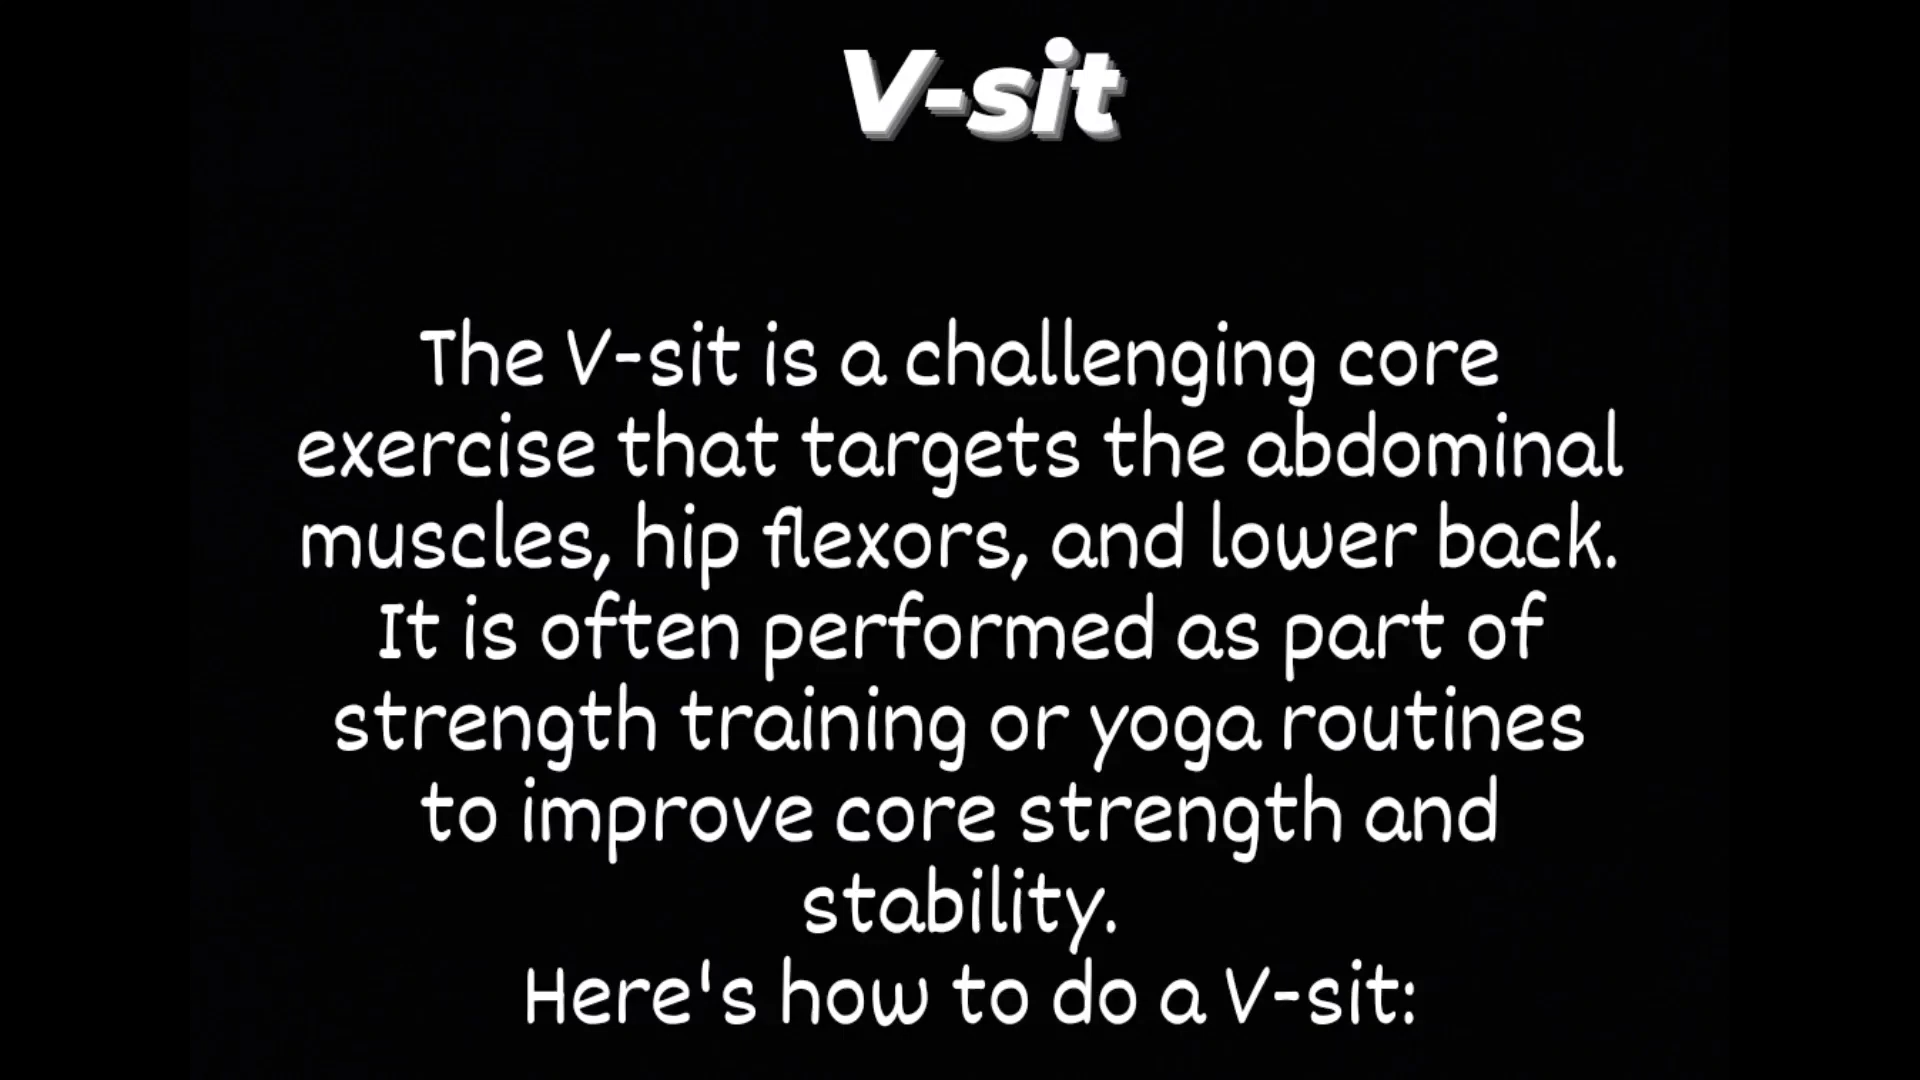 V-sit
The V-sit is a challenging core
exercise that targets the abdominal
muscles, hip flexors, and lower back.
It is often performed as part of
strength training or yoga routines
to improve core strength and
stability.
Here's how to do a V-sit: